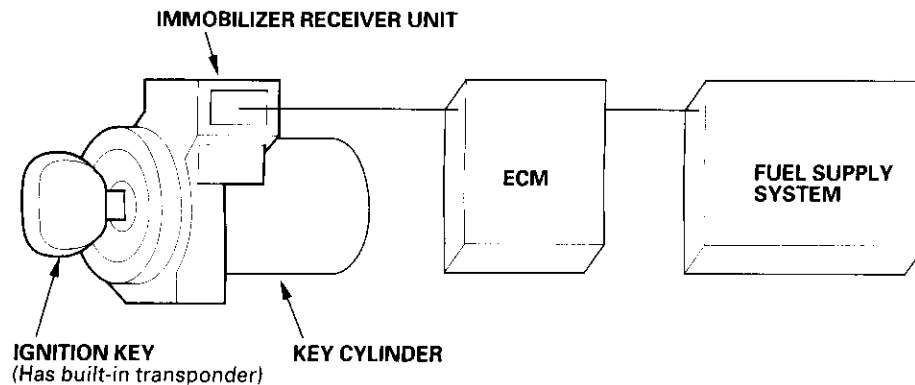 IMMOBILIZER RECEIVER UNIT
ECM
FUEL SUPPLY
SYSTEM
IGNITION KEY
(Has built-in transponder)
KEY CYLINDER